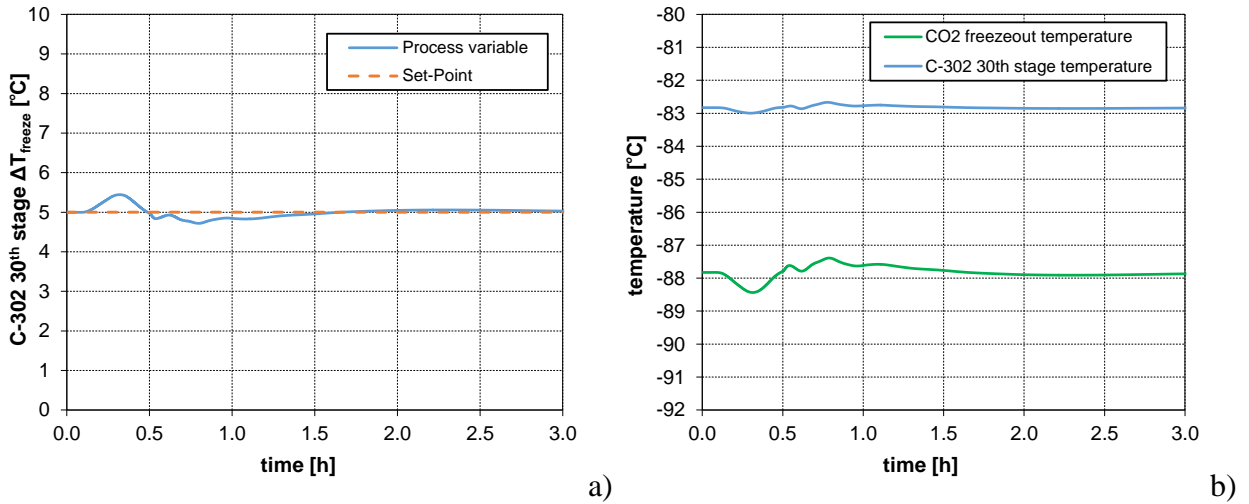 C-302 30th stage ΔTfreeze [°C]
10
9
8
7
6
5
4
3
2
1
0
Process variable
Set-Point
0.0 0.5 1.0 1.5 2.0 2.5 3.0
time [h]
a)
temperature [°C]
-80
-81
-82
-83
-84
-85
-86
-87
-88
-89
-90
-91
-92
CO2 freezeout temperature
C-302 30th stage temperature
0.0 0.5 1.0 1.5 2.0 2.5 3.0
time [h]
b)